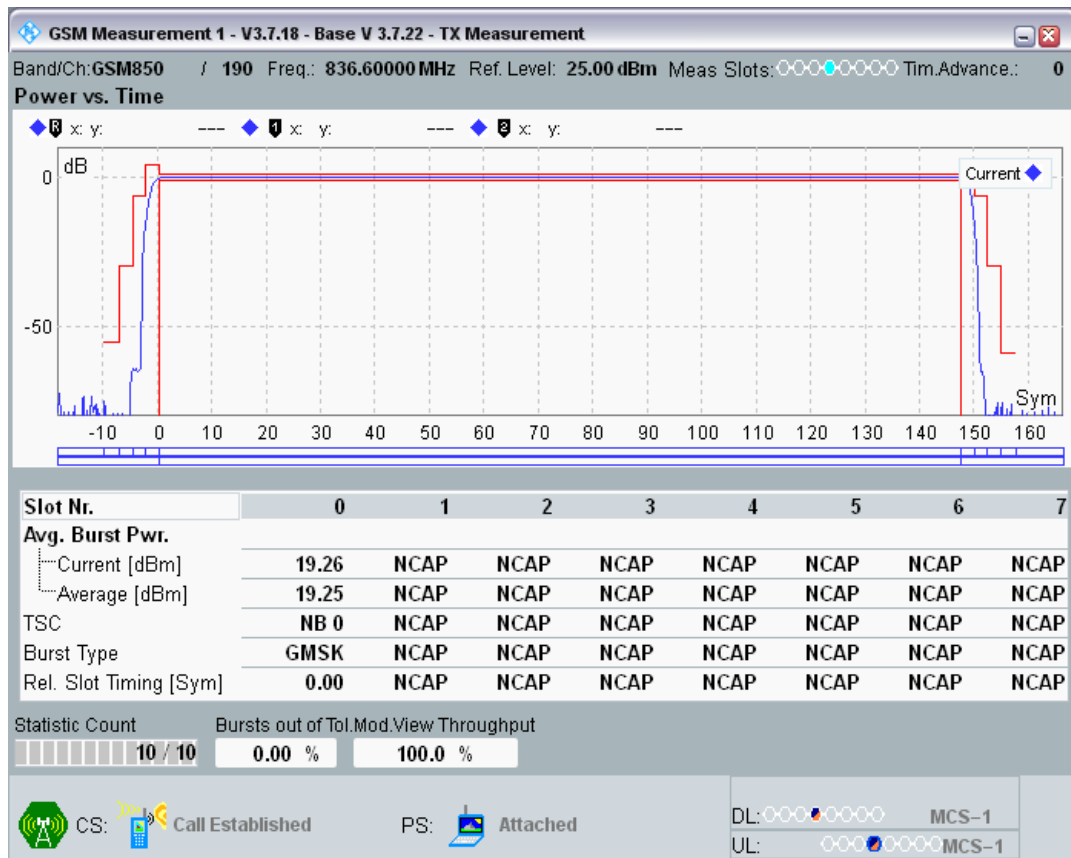 GSM Measurement 1 - V3.7.18 - Base V 3.7.22 - TX Measurement
Band/Ch:GSM850 / 190 Freq.: 836.60000 MHz Ref. Level: 25.00 dBm Meas Slots: Tim.Advance.: 0
Power vs. Time
R x: y: --- 1 x: y: --- 2 x: y: ---
dB
Current
0
-50
Sym
-10 0 10 20 30 40 50 60 70 80 90 100 110 120 130 140 150 160
Slot Nr. 0 1 2 3 4 5 6 7
Avg. Burst Pwr.
Current [dBm] 19.26 NCAP NCAP NCAP NCAP NCAP NCAP NCAP
Average [dBm] 19.25 NCAP NCAP NCAP NCAP NCAP NCAP NCAP
TSC NB 0 NCAP NCAP NCAP NCAP NCAP NCAP NCAP
Burst Type GMSK NCAP NCAP NCAP NCAP NCAP NCAP NCAP
Rel. Slot Timing [Sym] 0.00 NCAP NCAP NCAP NCAP NCAP NCAP NCAP
Statistic Count Bursts out of Tol. Mod.View Throughput
10 / 10 0.00 % 100.0 %
CS: Call Established PS: Attached DL: MCS-1
UL: MCS-1